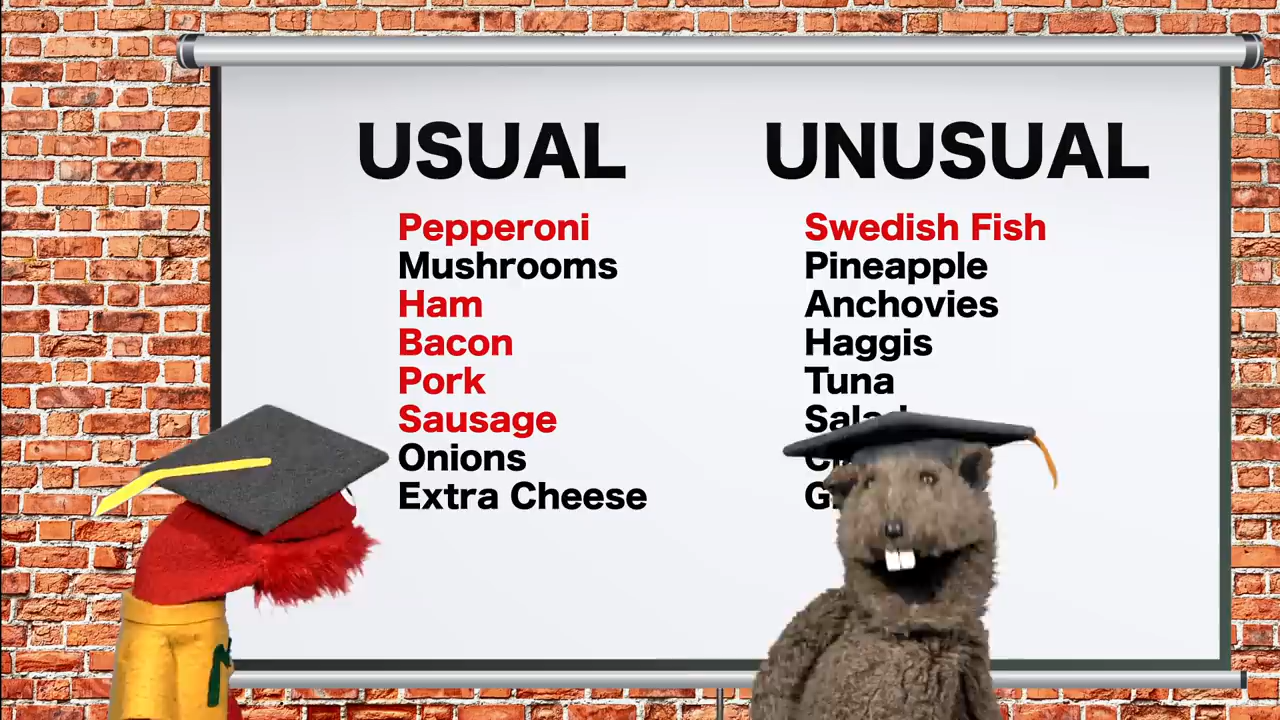 USUAL
Pepperoni
Mushrooms
Ham
Bacon
Pork
Sausage
Onions
Extra Cheese
UNUSUAL
Swedish Fish
Pineapple
Anchovies
Haggis
Tuna